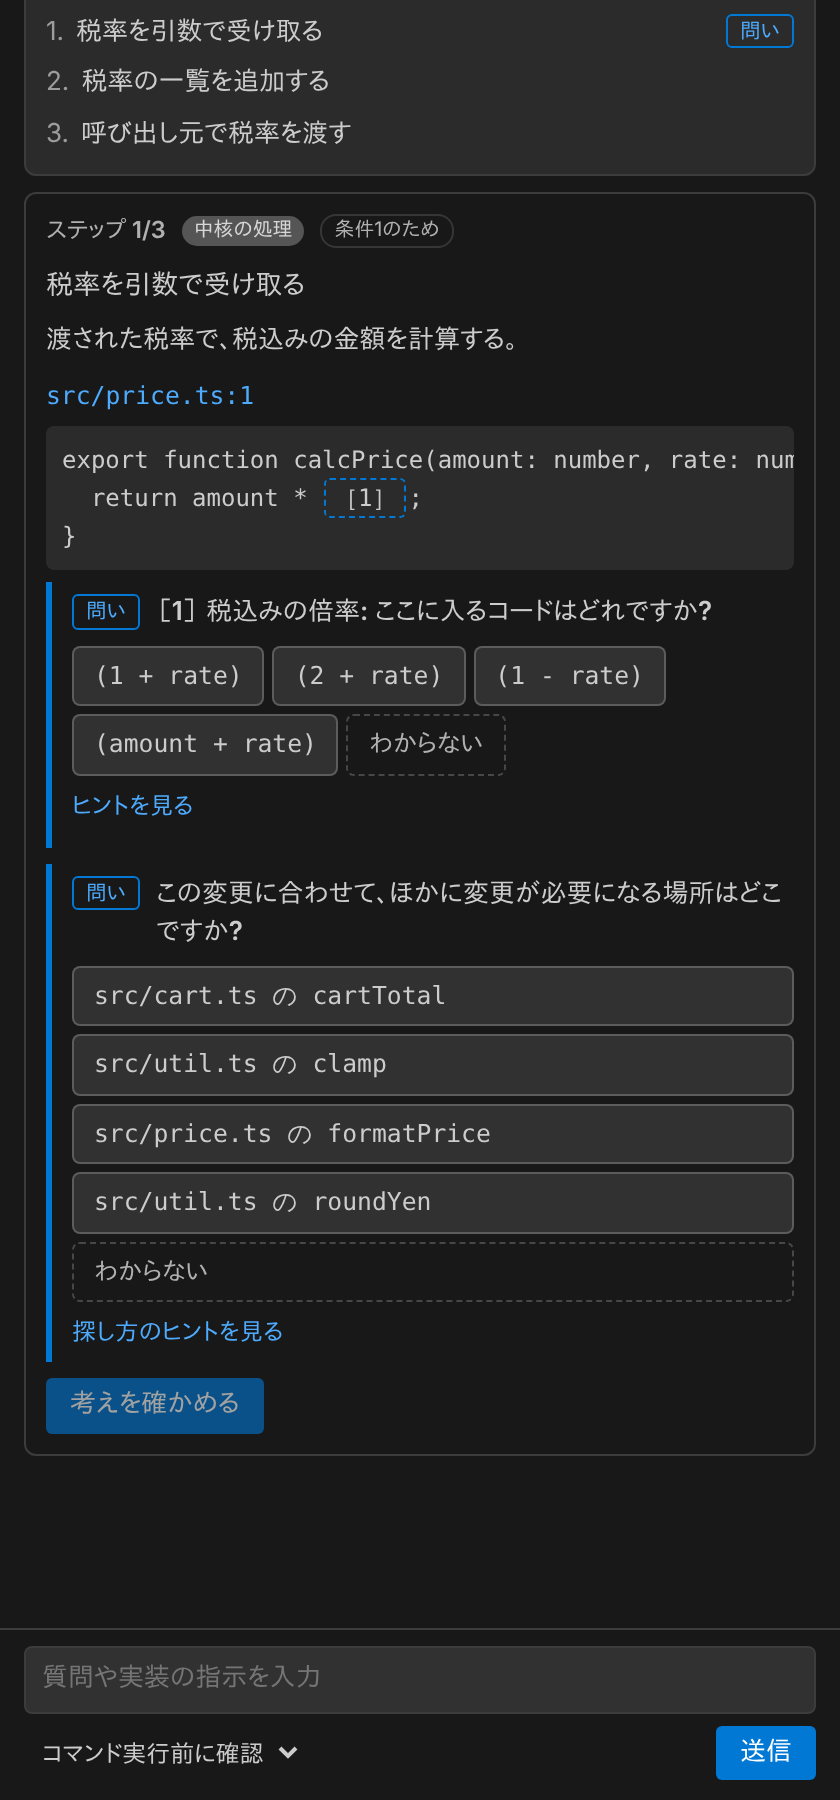 1. 税率を引数で受け取る 問い
2. 税率の一覧を追加する
3. 呼び出し元で税率を渡す
ステップ 1/3 中核の処理 条件1のため
税率を引数で受け取る
渡された税率で、税込みの金額を計算する。
src/price.ts:1
export function calcPrice(amount: number, rate: num
return amount * [1] ;
}
問い [1] 税込みの倍率: ここに入るコードはどれですか?
(1 + rate) (2 + rate) (1 - rate)
(amount + rate) わからない
ヒントを見る
問い この変更に合わせて、ほかに変更が必要になる場所はどこ
ですか?
src/cart.ts の cartTotal
src/util.ts の clamp
src/price.ts の formatPrice
src/util.ts の roundYen
わからない
探し方のヒントを見る
考えを確かめる
質問や実装の指示を入力
コマンド実行前に確認 送信